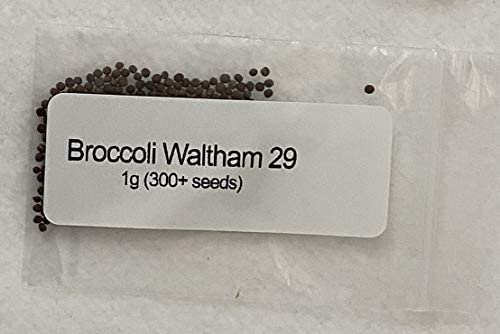 Broccoli Waltham 29
1g (300+ seeds)